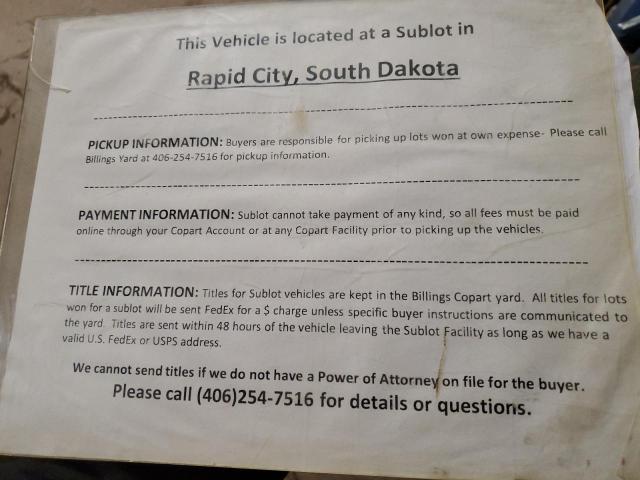 This Vehicle is located at a Sublot in
Rapid City, South Dakota
PICKUP INFORMATION: Buyers are responsible for picking up lots won at own expense- Please call
Billings Yard at 406-254-7516 for pickup information.
PAYMENT INFORMATION: Sublot cannot take payment of any kind, so all fees must be paid
online through your Copart Account or at any Copart Facility prior to picking up the vehicles.
TITLE INFORMATION: Titles for Sublot vehicles are kept in the Billings Copart yard. All titles for lots
won for a sublot will be sent FedEx for a $ charge unless specific buyer instructions are communicated to
the yard. Titles are sent within 48 hours of the vehicle leaving the Sublot Facility as long as we have a
valid U.S. FedEx or USPS address.
We cannot send titles if we do not have a Power of Attorney on file for the buyer.
Please call (406)254-7516 for details or questions.